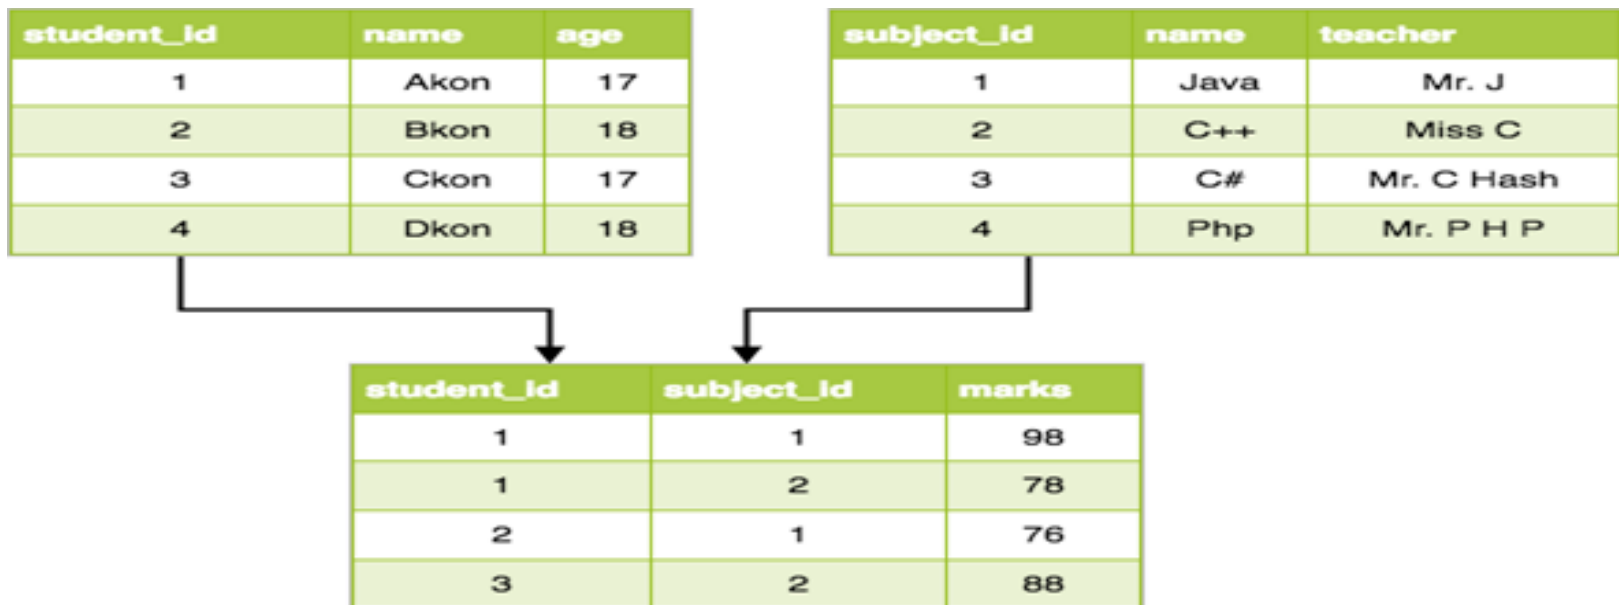 student_id name age
1 Akon 17
2 Bkon 18
3 Ckon 17
4 Dkon 18
subject_id name teacher
1 Java Mr. J
2 C++ Miss C
3 C# Mr. C Hash
4 Php Mr. P H P
student_id subject_id marks
1 1 98
1 2 78
2 1 76
3 2 88